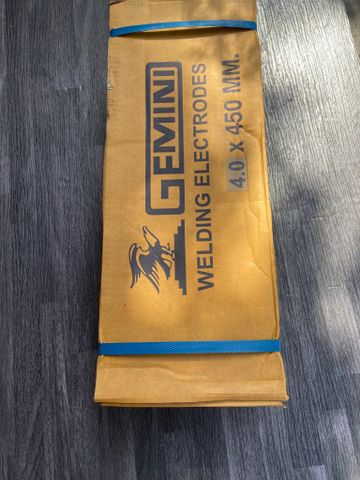 GEMINI
WELDING ELECTRODES
4.0 X 450 MM.